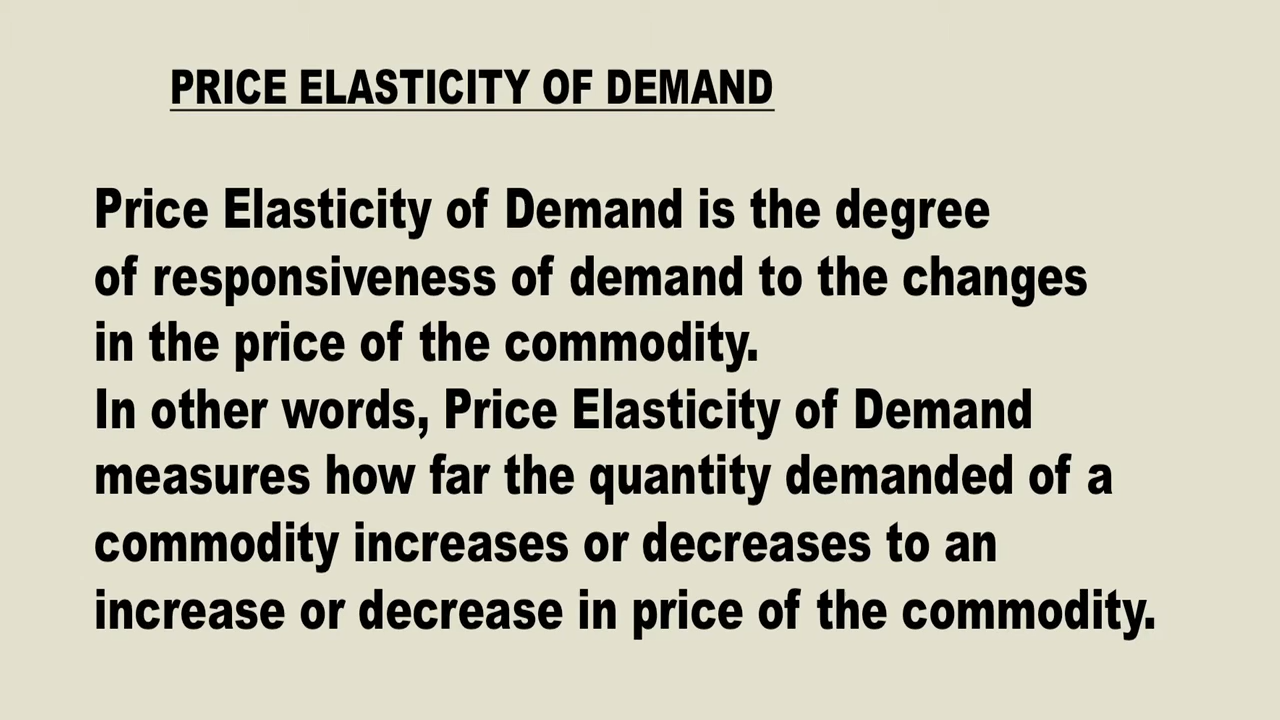 PRICE ELASTICITY OF DEMAND
Price Elasticity of Demand is the degree
of responsiveness of demand to the changes
in the price of the commodity.
In other words, Price Elasticity of Demand
measures how far the quantity demanded of a
commodity increases or decreases to an
increase or decrease in price of the commodity.